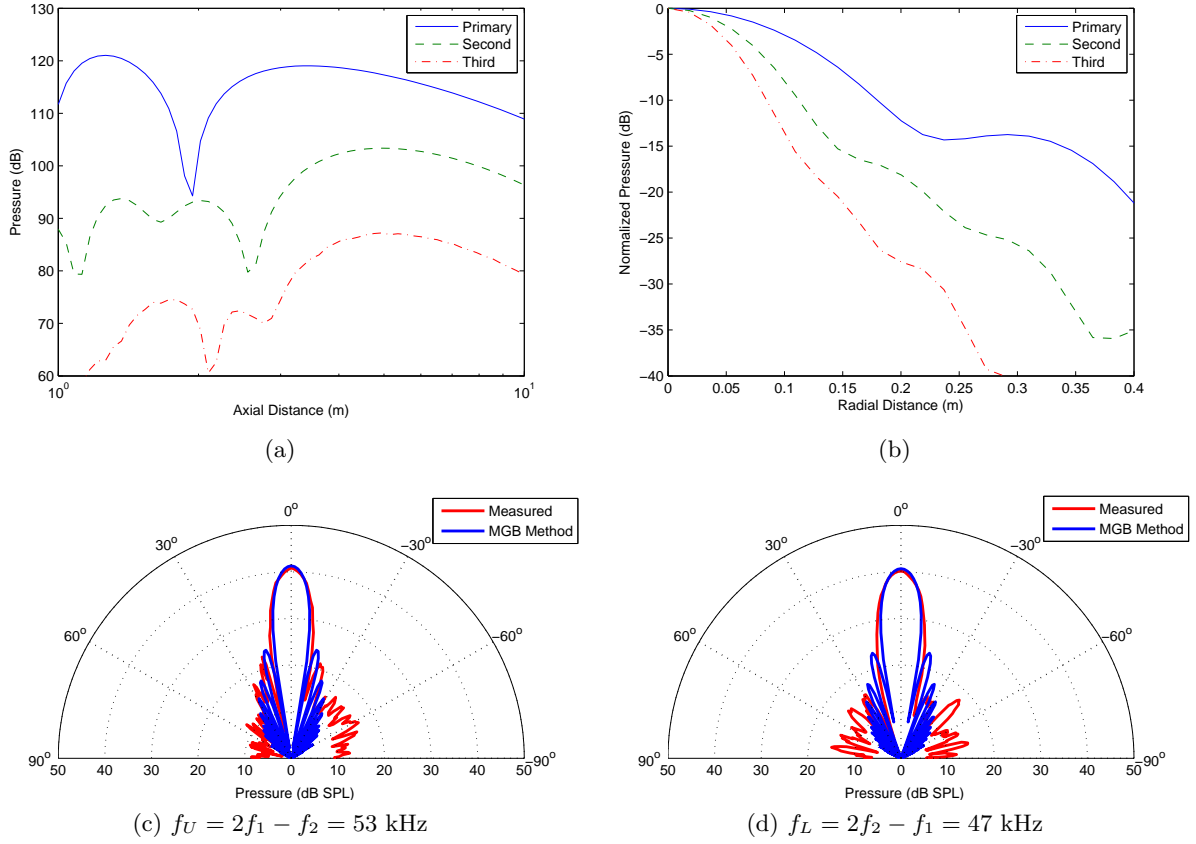 130
120
110
100
90
80
70
60
Pressure (dB)
10⁰
10¹
Axial Distance (m)
Primary
Second
Third
(a)
0
−5
−10
−15
−20
−25
−30
−35
−40
Normalized Pressure (dB)
0
0.05
0.1
0.15
0.2
0.25
0.3
0.35
0.4
Radial Distance (m)
Primary
Second
Third
(b)
Measured
MGB Method
0°
30°
−30°
60°
−60°
90°
−90°
50 40 30 20 10 0 10 20 30 40 50
Pressure (dB SPL)
(c) f_U = 2f_1 − f_2 = 53 kHz
Measured
MGB Method
0°
30°
−30°
60°
−60°
90°
−90°
50 40 30 20 10 0 10 20 30 40 50
Pressure (dB SPL)
(d) f_L = 2f_2 − f_1 = 47 kHz